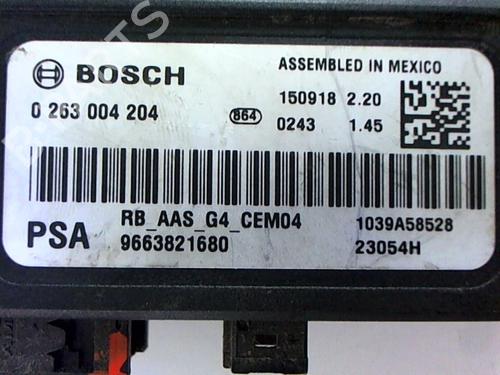 BOSCH
ASSEMBLED IN MEXICO
0 263 004 204
864
150918 2.20
0243 1.45
PSA
RB_AAS_G4_CEM04
9663821680
1039A58528
23054H